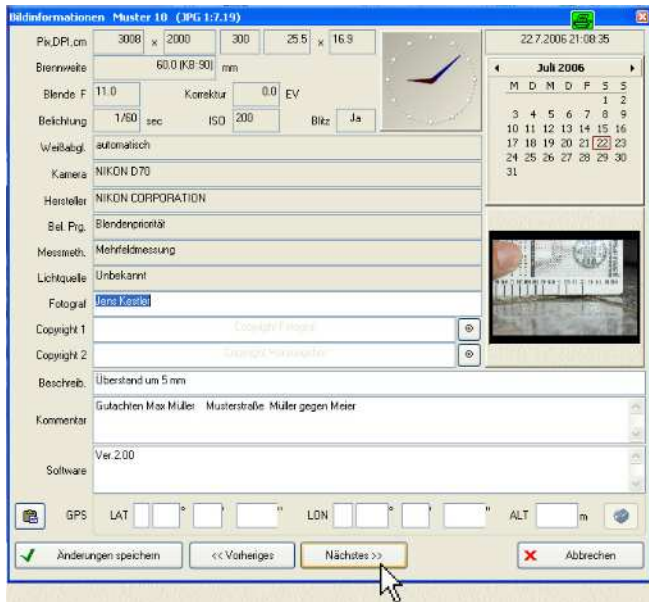 Bildinformationen Muster 10 (JPG 1:7.19)
Pix,DPI,cm 3008 x 2000 300 25.5 x 16.9
22.7.2006 21:08:35
Brennweite 60.0 (KB-90) mm
Blende F 11.0 Korrektur 0.0 EV
Belichtung 1/60 sec ISO 200 Blitz Ja
Juli 2006
M D M D F S S
1 2
3 4 5 6 7 8 9
10 11 12 13 14 15 16
17 18 19 20 21 22 23
24 25 26 27 28 29 30
31
Weißabgl. automatisch
Kamera NIKON D70
Hersteller NIKON CORPORATION
Bel. Prg. Blendenpriorität
Messmeth. Mehrfeldmessung
Lichtquelle Unbekannt
Fotograf Jens Kestler
Copyright 1 Copyright Fotograf
Copyright 2 Copyright
Beschreib. Überstand um 5 mm
Kommentar Gutachten Max Müller Musterstraße Müller gegen Meier
Software Ver.2.00
GPS LAT ° ' " LON ° ' " ALT m
Änderungen speichern << Vorheriges Nächstes >> Abbrechen